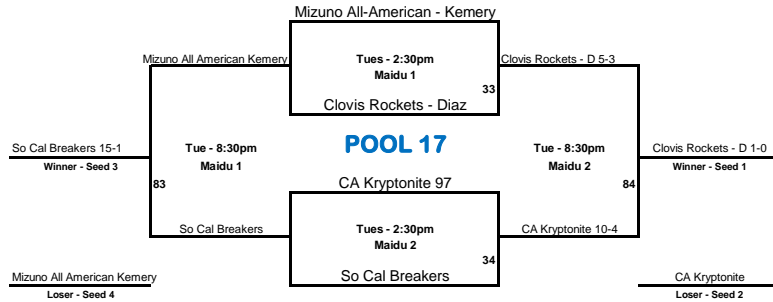 Mizuno All-American - Kemery
Mizuno All American Kemery
Tues - 2:30pm
Clovis Rockets - D 5-3
Maidu 1
33
Clovis Rockets - Diaz
So Cal Breakers 15-1
Tue - 8:30pm
POOL 17
Tue - 8:30pm
Clovis Rockets - D 1-0
Winner - Seed 3
Maidu 1
Maidu 2
Winner - Seed 1
83
CA Kryptonite 97
84
So Cal Breakers
Tues - 2:30pm
CA Kryptonite 10-4
Maidu 2
34
Mizuno All American Kemery
So Cal Breakers
CA Kryptonite
Loser - Seed 4
Loser - Seed 2